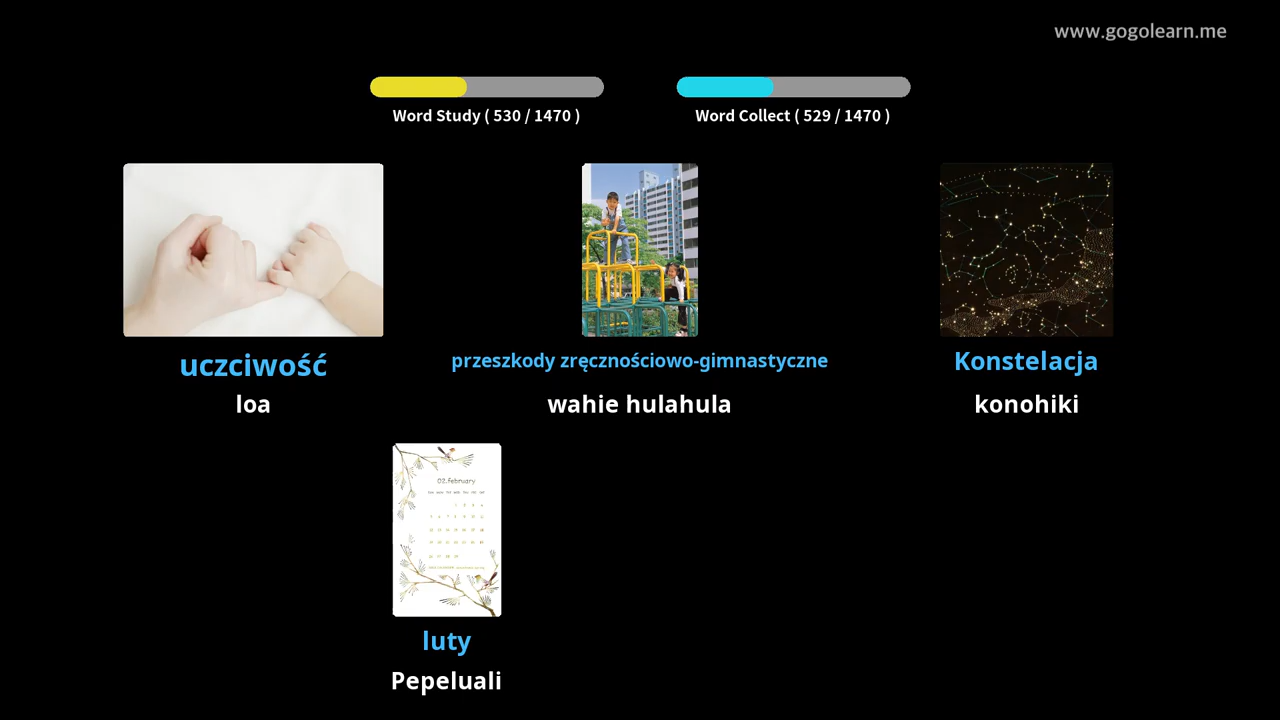 www.gogolearn.me
Word Study ( 530 / 1470 )
Word Collect ( 529 / 1470 )
uczciwość
przeszkody zręcznościowo-gimnastyczne
Konstelacja
loa
wahie hulahula
konohiki
02.february
luty
Pepeluali